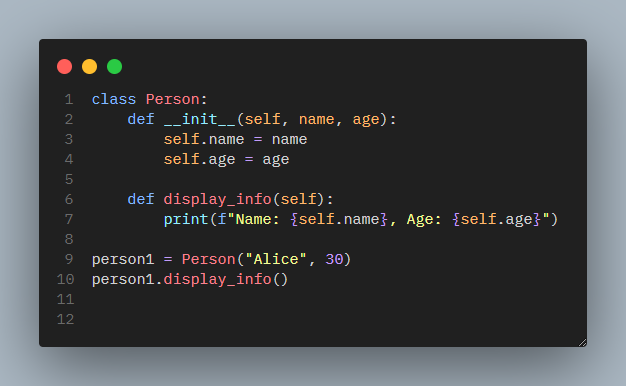 1 class Person:
2     def __init__(self, name, age):
3         self.name = name
4         self.age = age
5
6     def display_info(self):
7         print(f"Name: {self.name}, Age: {self.age}")
8
9 person1 = Person("Alice", 30)
10 person1.display_info()
11
12